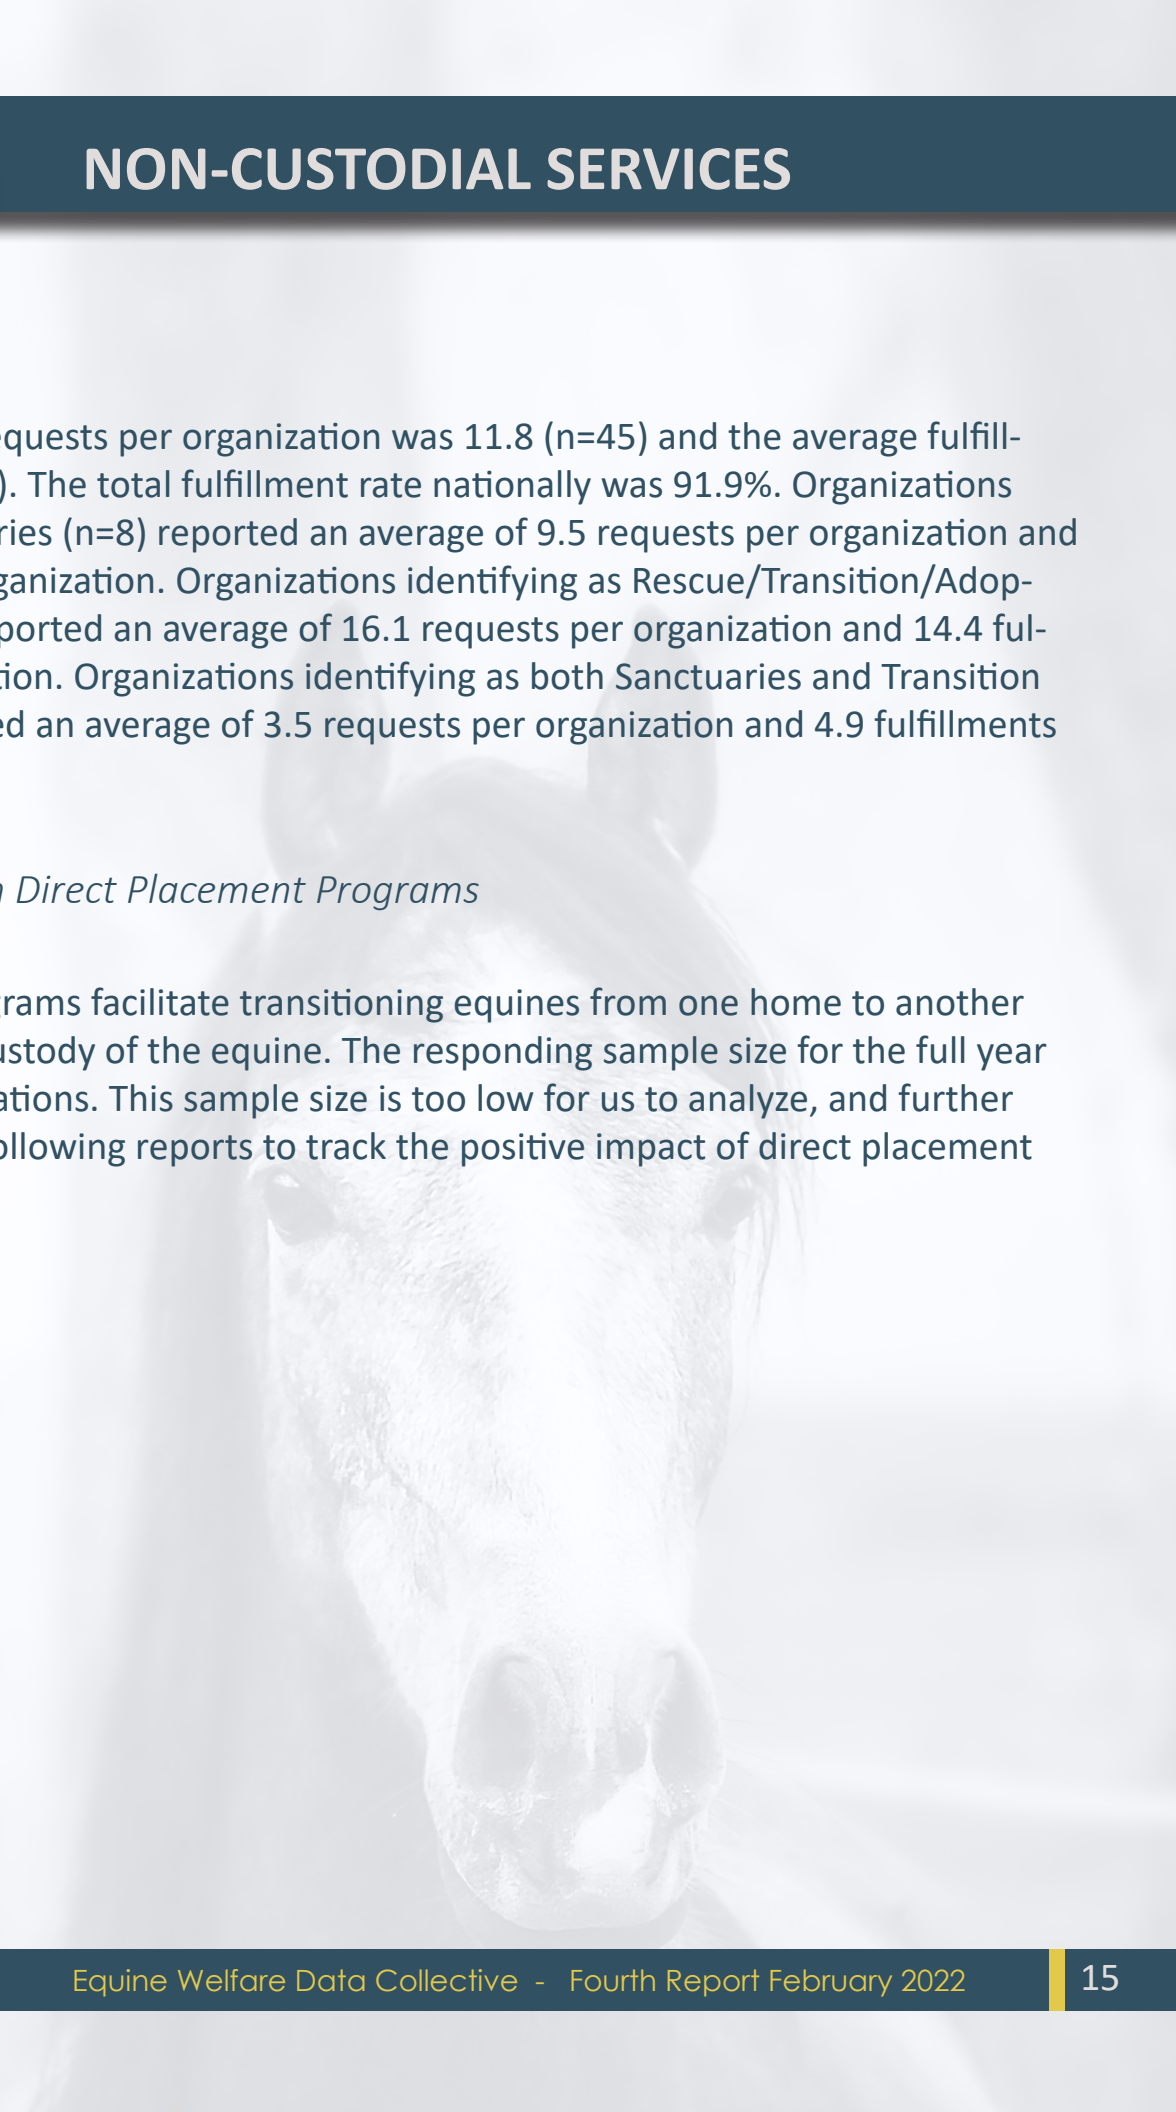 NON-CUSTODIAL SERVICES
equests per organization was 11.8 (n=45) and the average fulfill-
). The total fulfillment rate nationally was 91.9%. Organizations
ries (n=8) reported an average of 9.5 requests per organization and
ganization. Organizations identifying as Rescue/Transition/Adop-
ported an average of 16.1 requests per organization and 14.4 ful-
tion. Organizations identifying as both Sanctuaries and Transition
ed an average of 3.5 requests per organization and 4.9 fulfillments
Direct Placement Programs
grams facilitate transitioning equines from one home to another
ustody of the equine. The responding sample size for the full year
ations. This sample size is too low for us to analyze, and further
ollowing reports to track the positive impact of direct placement
Equine Welfare Data Collective - Fourth Report February 2022
15